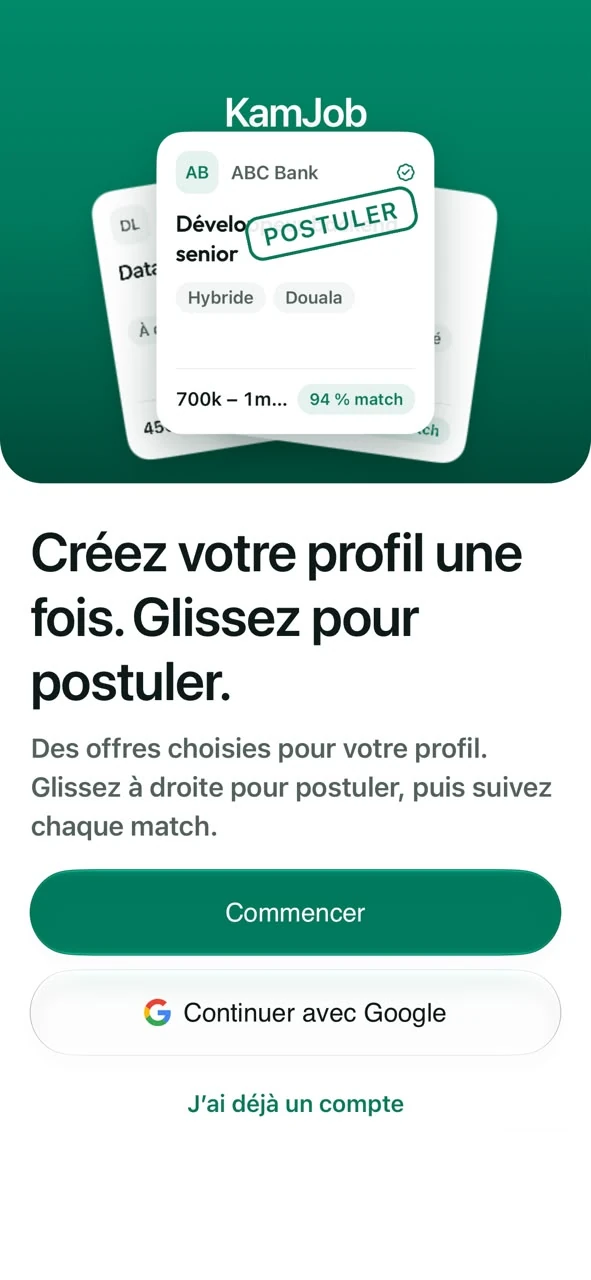 KamJob
AB ABC Bank
DL
POSTULER
senior
Hybride Douala
700k – 1m... 94 % match
Créez votre profil une
fois. Glissez pour
postuler.
Des offres choisies pour votre profil.
Glissez à droite pour postuler, puis suivez
chaque match.
Commencer
Continuer avec Google
J’ai déjà un compte